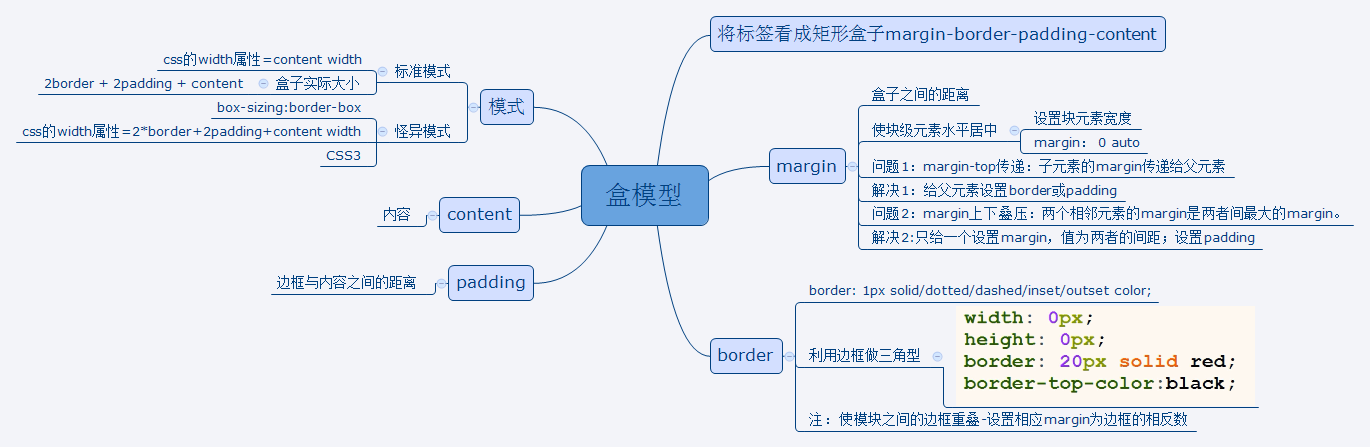 盒模型
将标签看成矩形盒子margin-border-padding-content
margin
盒子之间的距离
使块级元素水平居中
设置块元素宽度
margin： 0 auto
问题1：margin-top传递：子元素的margin传递给父元素
解决1：给父元素设置border或padding
问题2：margin上下叠压：两个相邻元素的margin是两者间最大的margin。
解决2:只给一个设置margin，值为两者的间距；设置padding
border
border: 1px solid/dotted/dashed/inset/outset color;
利用边框做三角型
width: 0px;
height: 0px;
border: 20px solid red;
border-top-color:black;
注：使模块之间的边框重叠-设置相应margin为边框的相反数
模式
标准模式
css的width属性=content width
盒子实际大小
2border + 2padding + content
怪异模式
box-sizing:border-box
css的width属性=2*border+2padding+content width
CSS3
content
内容
padding
边框与内容之间的距离